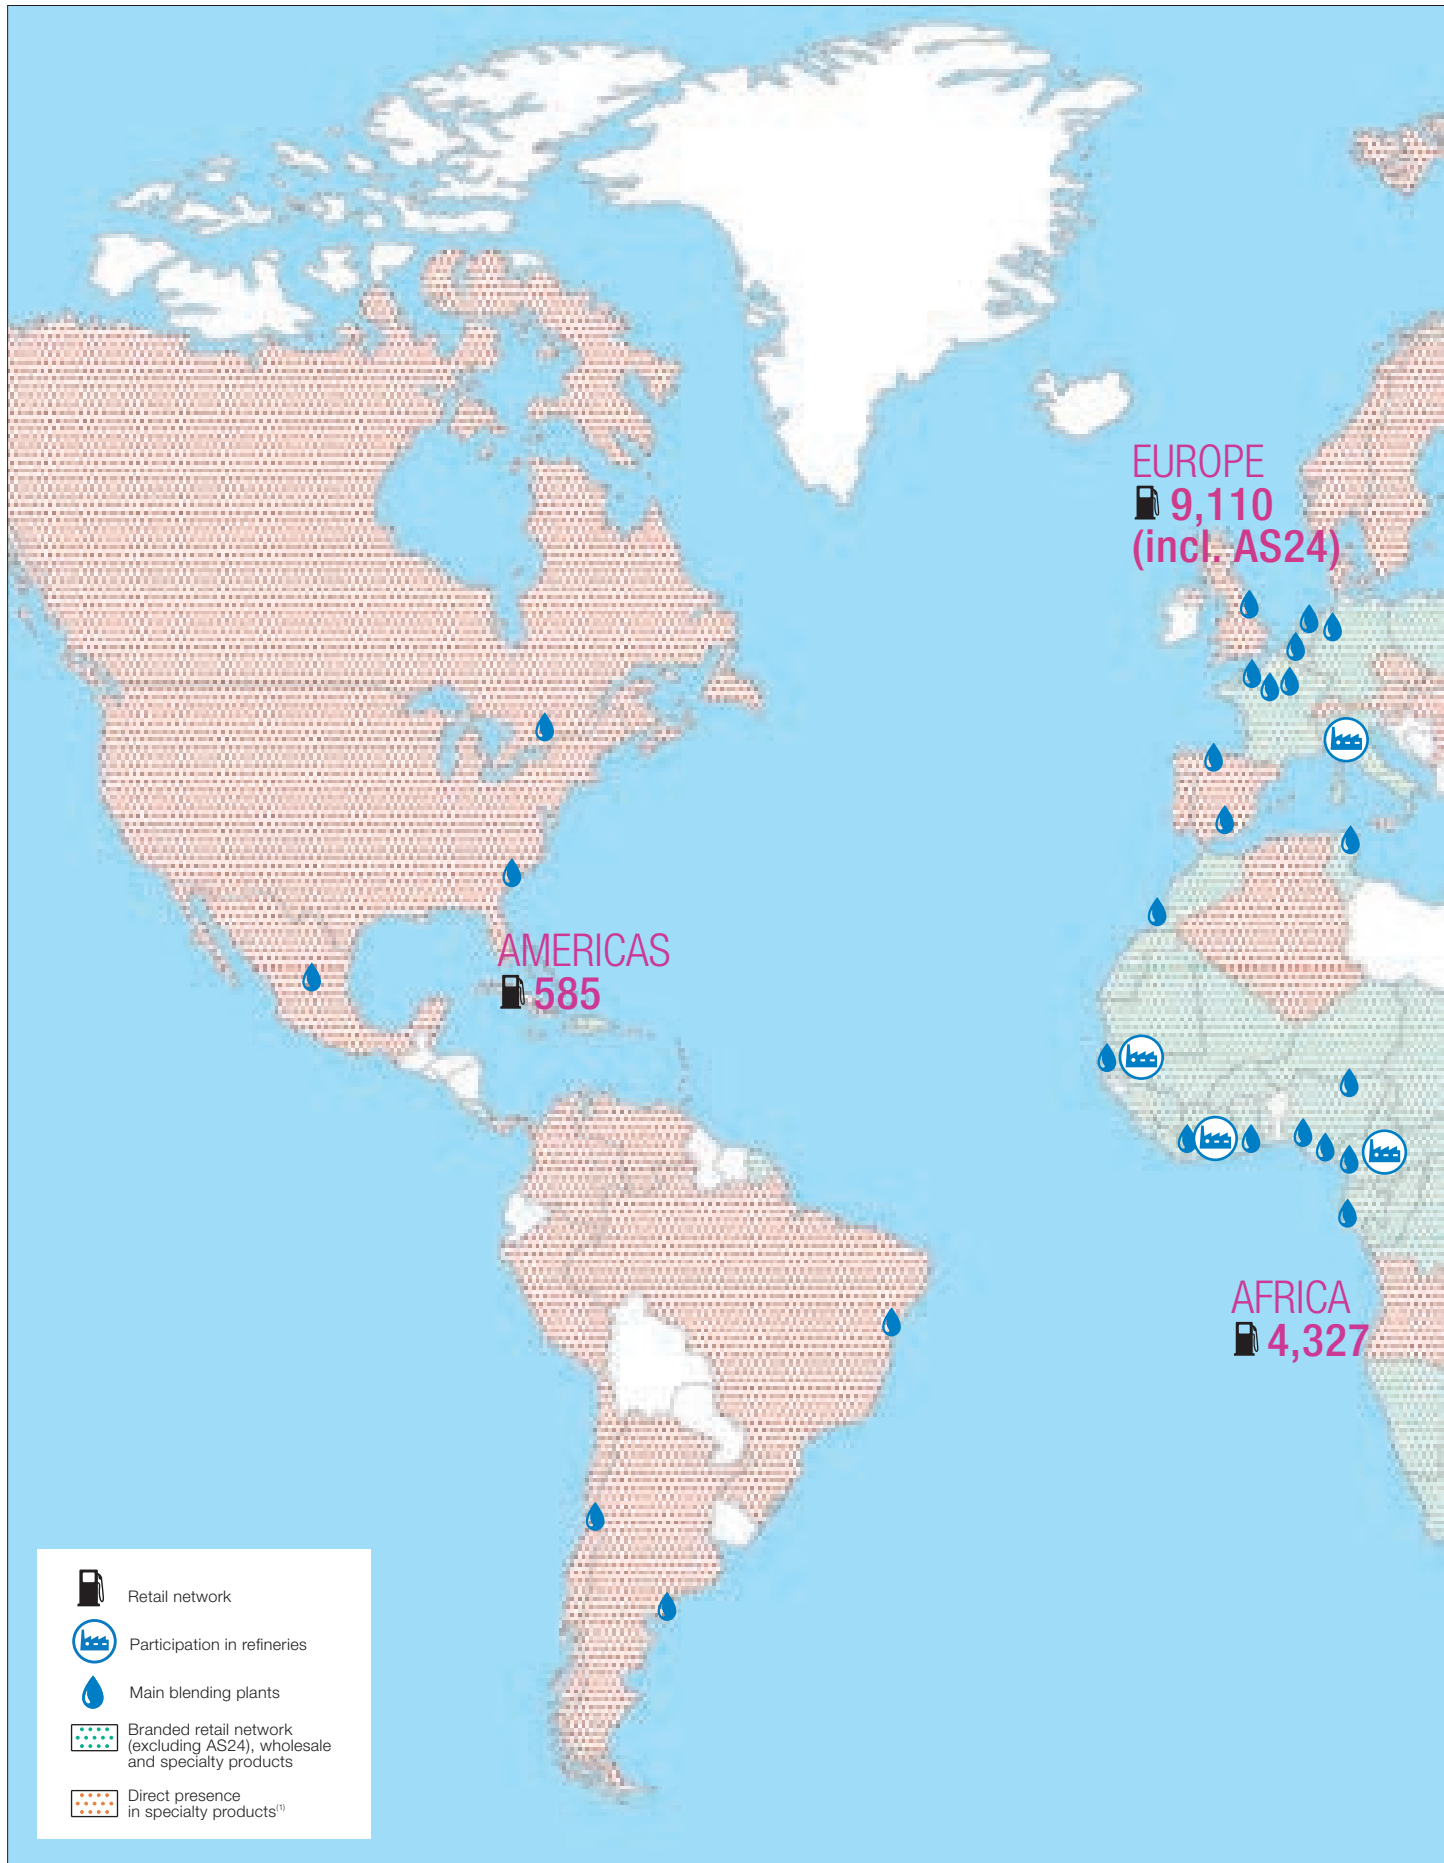 EUROPE
9,110
(incl. AS24)
AMERICAS
585
AFRICA
4,327
Retail network
Participation in refineries
Main blending plants
Branded retail network
(excluding AS24), wholesale
and specialty products
Direct presence
in specialty products(1)